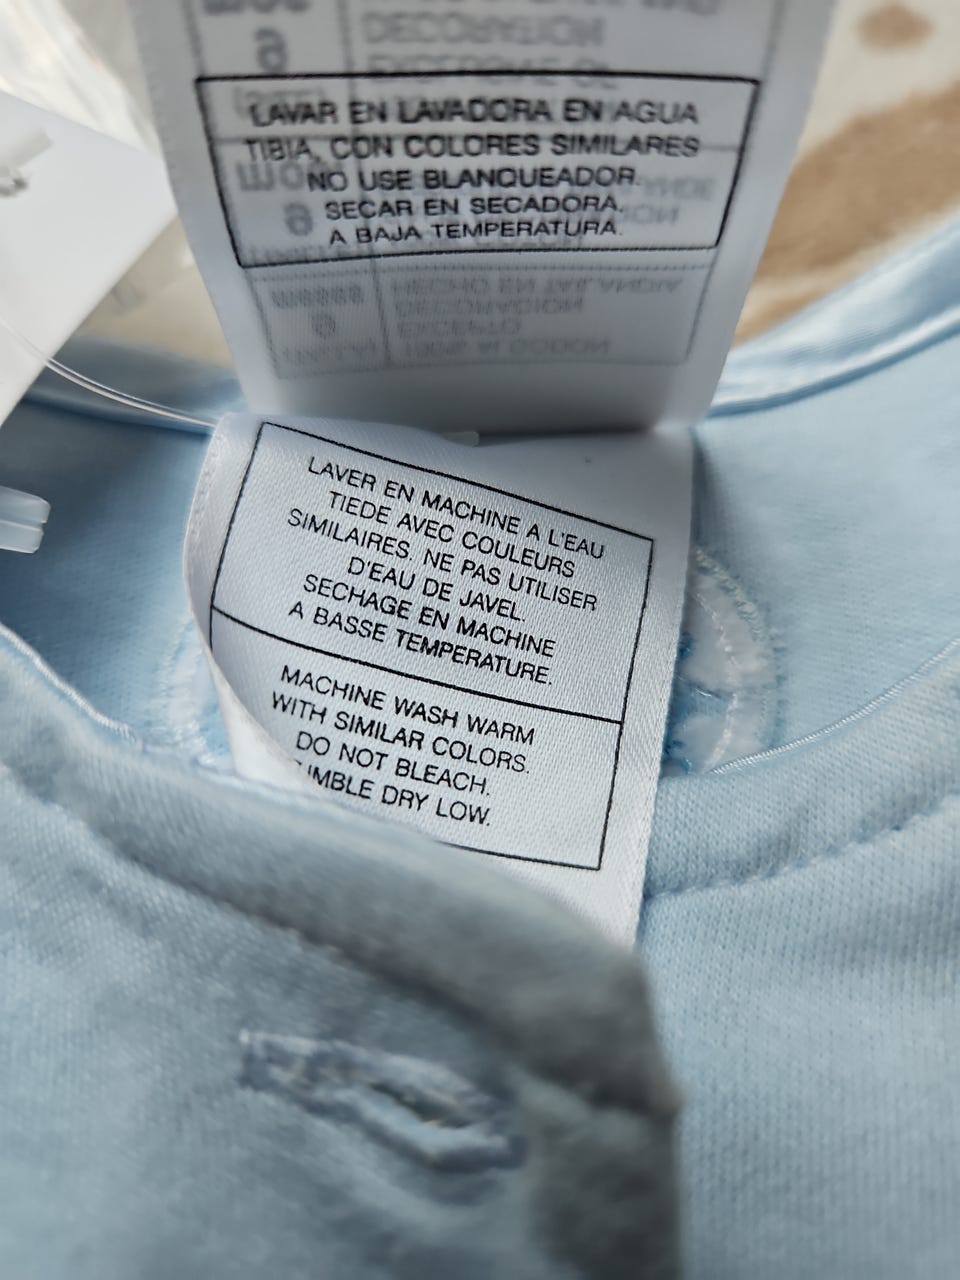 LAVAR EN LAVADORA EN AGUA
TIBIA, CON COLORES SIMILARES
NO USE BLANQUEADOR.
SECAR EN SECADORA.
A BAJA TEMPERATURA.
LAVER EN MACHINE A L'EAU
TIEDE AVEC COULEURS
SIMILAIRES. NE PAS UTILISER
D'EAU DE JAVEL.
SECHAGE EN MACHINE
A BASSE TEMPERATURE.
MACHINE WASH WARM
WITH SIMILAR COLORS.
DO NOT BLEACH.
UMBLE DRY LOW.